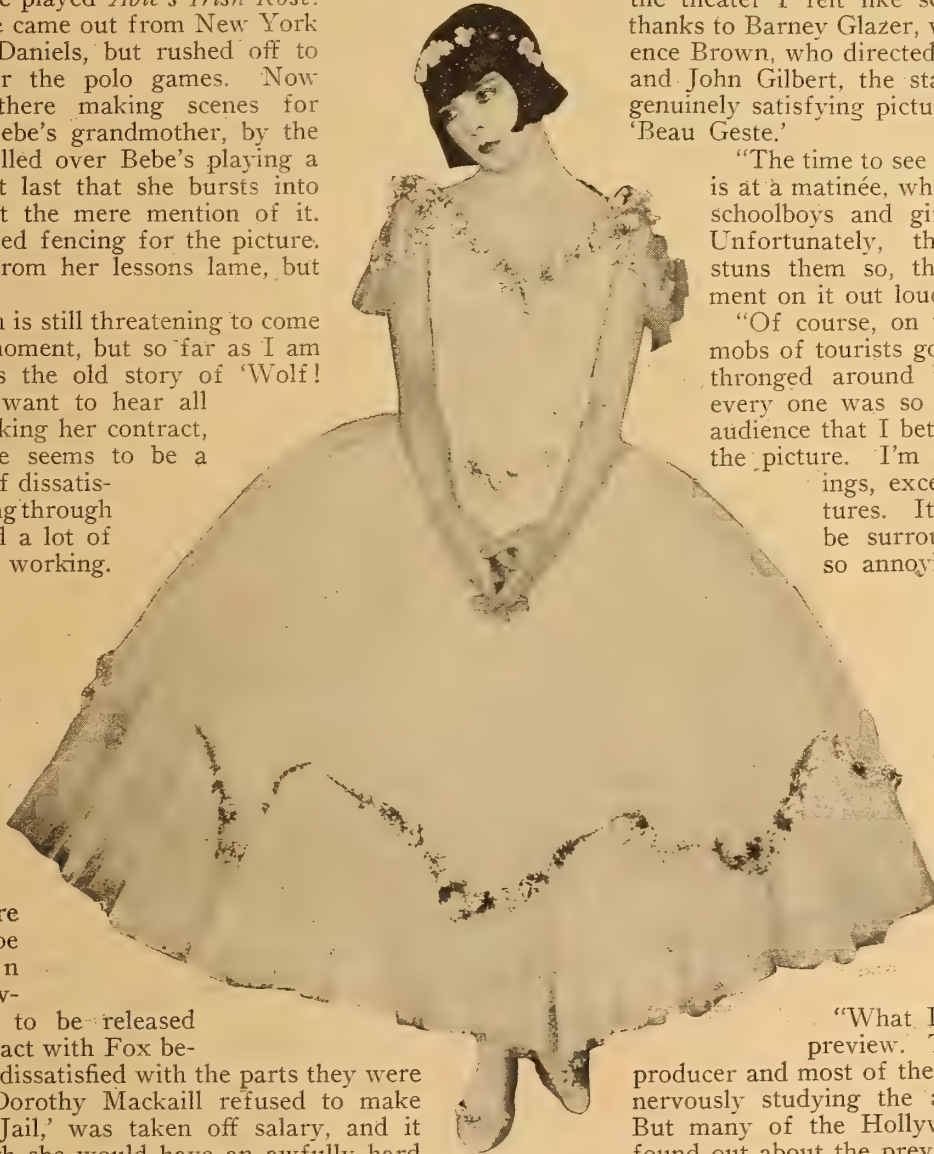 played Abie's Irish Rose.
came out from New York
Daniels, but rushed off to
the polo games. Now
there making scenes for
ebe's grandmother, by the
lled over Bebe's playing a
t last that she bursts into
t the mere mention of it.
ed fencing for the picture.
rom her lessons lame, but
is still threatening to come
moment, but so far as I am
s the old story of 'Wolf!
want to hear all
king her contract,
e seems to be a
f dissatis-
ng through
d a lot of
working.
re
be
n
w-
to be released
act with Fox be-
dissatisfied with the parts they were
Dorothy Mackaill refused to make
Jail,' was taken off salary, and it
she would have an awfully hard
the theater I felt like
thanks to Barney Glazer,
ence Brown, who directed
and John Gilbert, the sta
genuinely satisfying pictu
'Beau Geste.'
"The time to see
is at a matinée, wh
schoolboys and gi
Unfortunately, th
stuns them so, th
ment on it out lou
"Of course, on
mobs of tourists go
thronged around
every one was so
audience that I bet
the picture. I'm
ings, exce
tures. It
be surrou
so annoyi
"What I
preview. T
producer and most of the
nervously studying the a
But many of the Hollyw
found out about the prev